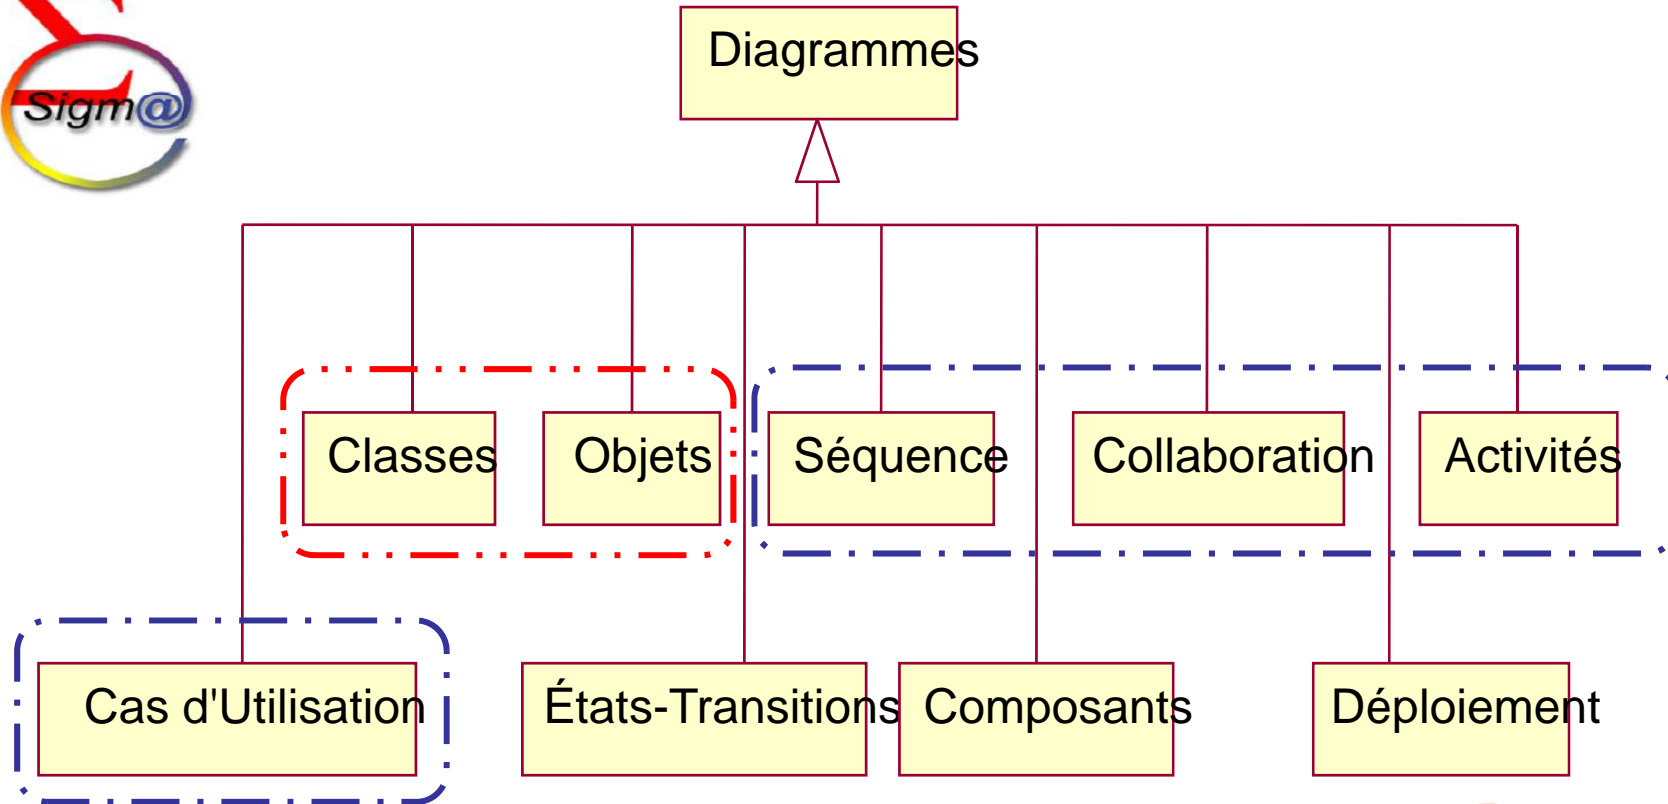 Diagrammes
Sigm@
Classes
Objets
Séquence
Collaboration
Activités
Cas d'Utilisation
États-Transitions
Composants
Déploiement